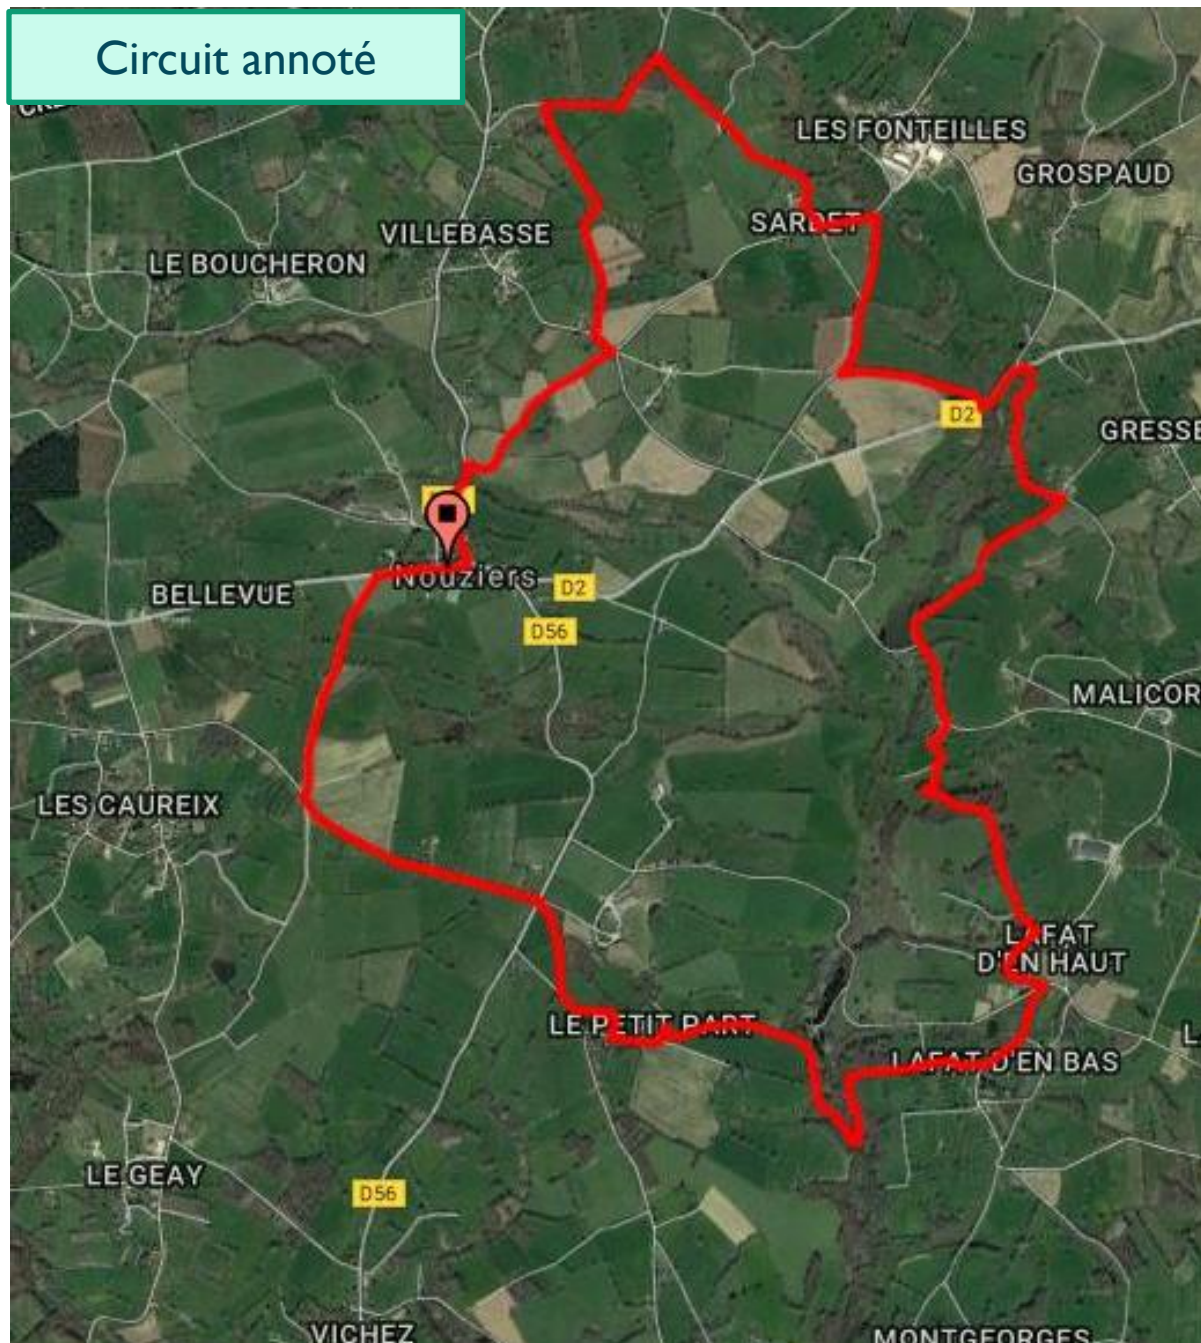 Circuit annoté
LES FONTEILLES
GROSPAUD
SARDET
VILLEBASSE
LE BOUCHERON
D2
GRESSE
Nouziers
BELLEVUE
D2
D56
MALICOR
LES CAUREIX
LAFAT
D'EN HAUT
LE PETIT PART
L
LAFAT D'EN BAS
LE GEAY
D56
VICHEZ
MONTGEORGES